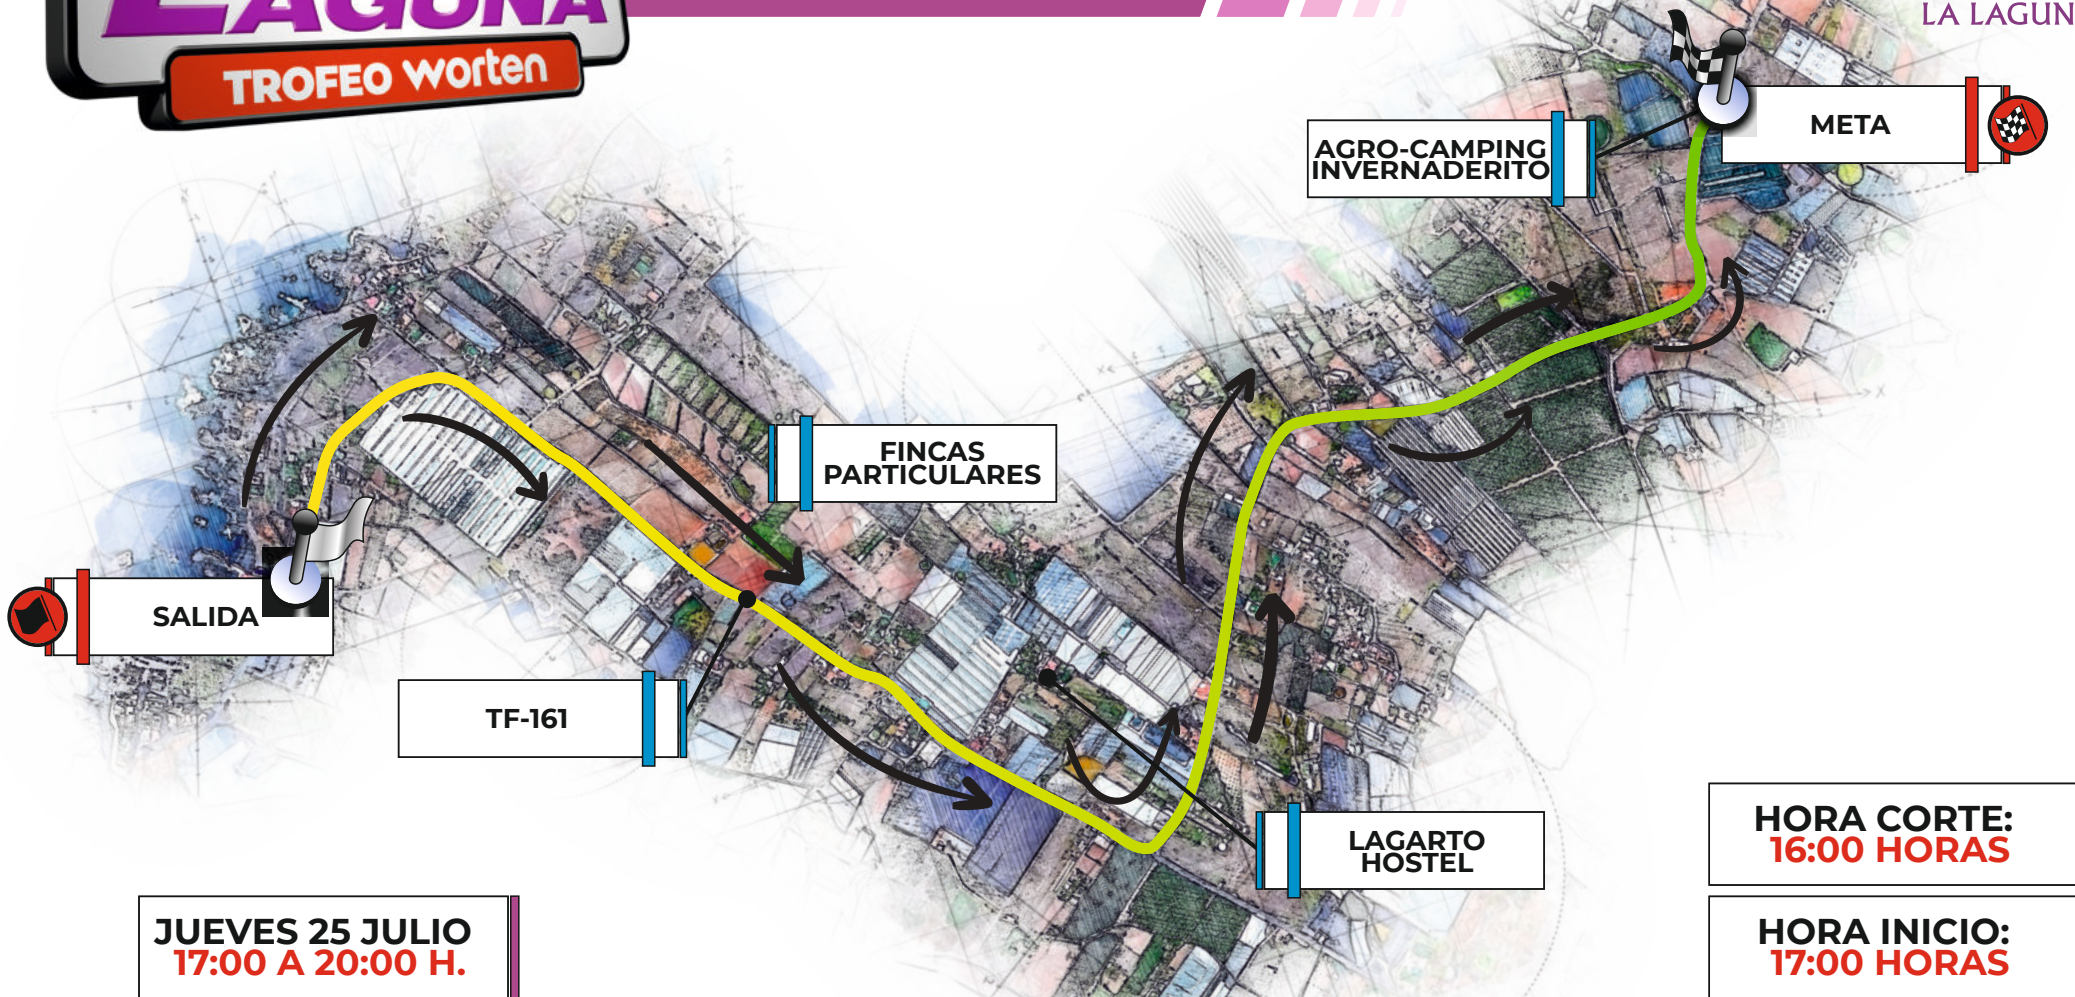 LAGUNA
TROFEO worten
LA LAGUN
META
AGRO-CAMPING
INVERNADERITO
FINCAS
PARTICULARES
SALIDA
TF-161
LAGARTO
HOSTEL
HORA CORTE:
16:00 HORAS
JUEVES 25 JULIO
17:00 A 20:00 H.
HORA INICIO:
17:00 HORAS